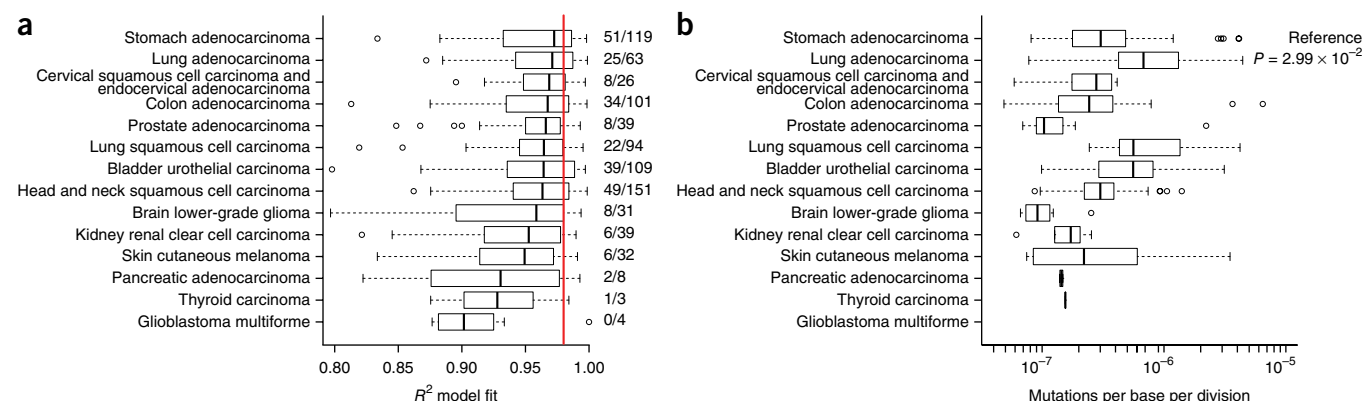 a
Stomach adenocarcinoma
Lung adenocarcinoma
Cervical squamous cell carcinoma and
endocervical adenocarcinoma
Colon adenocarcinoma
Prostate adenocarcinoma
Lung squamous cell carcinoma
Bladder urothelial carcinoma
Head and neck squamous cell carcinoma
Brain lower-grade glioma
Kidney renal clear cell carcinoma
Skin cutaneous melanoma
Pancreatic adenocarcinoma
Thyroid carcinoma
Glioblastoma multiforme
51/119
25/63
8/26
34/101
8/39
22/94
39/109
49/151
8/31
6/39
6/32
2/8
1/3
0/4
0.80 0.85 0.90 0.95 1.00
R² model fit
b
Stomach adenocarcinoma
Lung adenocarcinoma
Cervical squamous cell carcinoma and
endocervical adenocarcinoma
Colon adenocarcinoma
Prostate adenocarcinoma
Lung squamous cell carcinoma
Bladder urothelial carcinoma
Head and neck squamous cell carcinoma
Brain lower-grade glioma
Kidney renal clear cell carcinoma
Skin cutaneous melanoma
Pancreatic adenocarcinoma
Thyroid carcinoma
Glioblastoma multiforme
Reference
P = 2.99 × 10⁻²
10⁻⁷ 10⁻⁶ 10⁻⁵
Mutations per base per division